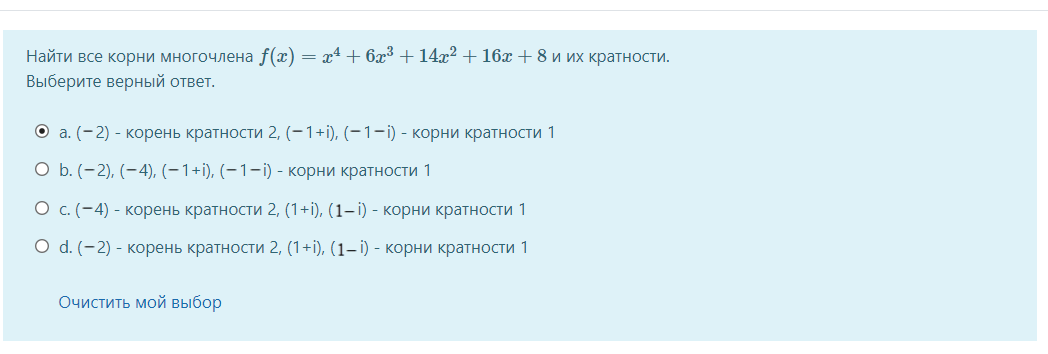 Найти все корни многочлена f(x) = x⁴ + 6x³ + 14x² + 16x + 8 и их кратности.
Выберите верный ответ.
a. (−2) - корень кратности 2, (−1+i), (−1−i) - корни кратности 1
b. (−2), (−4), (−1+i), (−1−i) - корни кратности 1
c. (−4) - корень кратности 2, (1+i), (1−i) - корни кратности 1
d. (−2) - корень кратности 2, (1+i), (1−i) - корни кратности 1
Очистить мой выбор